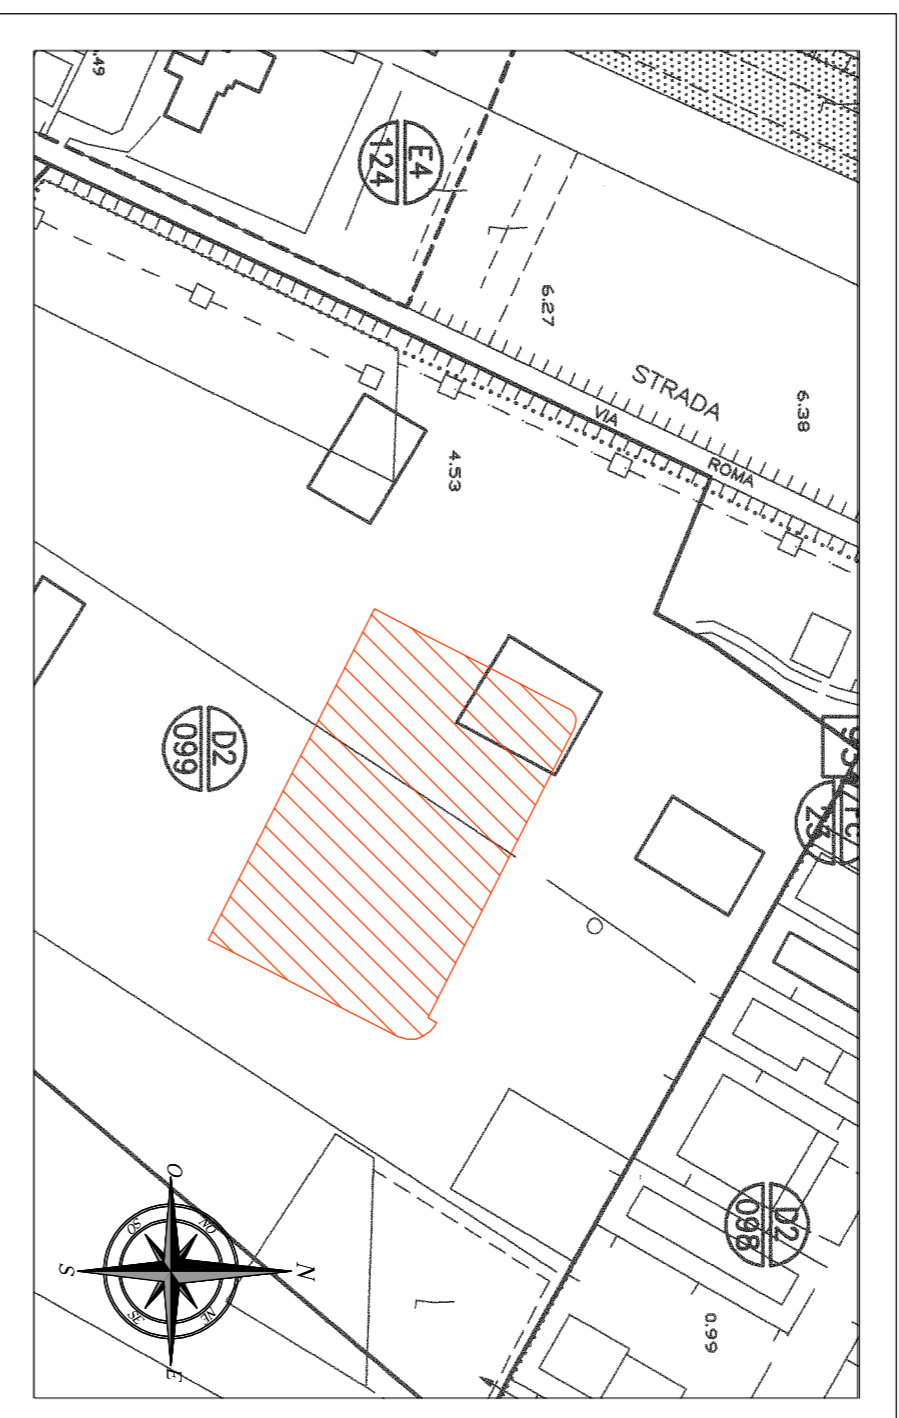 .49
E4
124
6.27
6.38
STRADA
VIA
ROMA
4.53
D2
099
D2
098
0.99
O
NO
SO
N
S
NE
SE
E